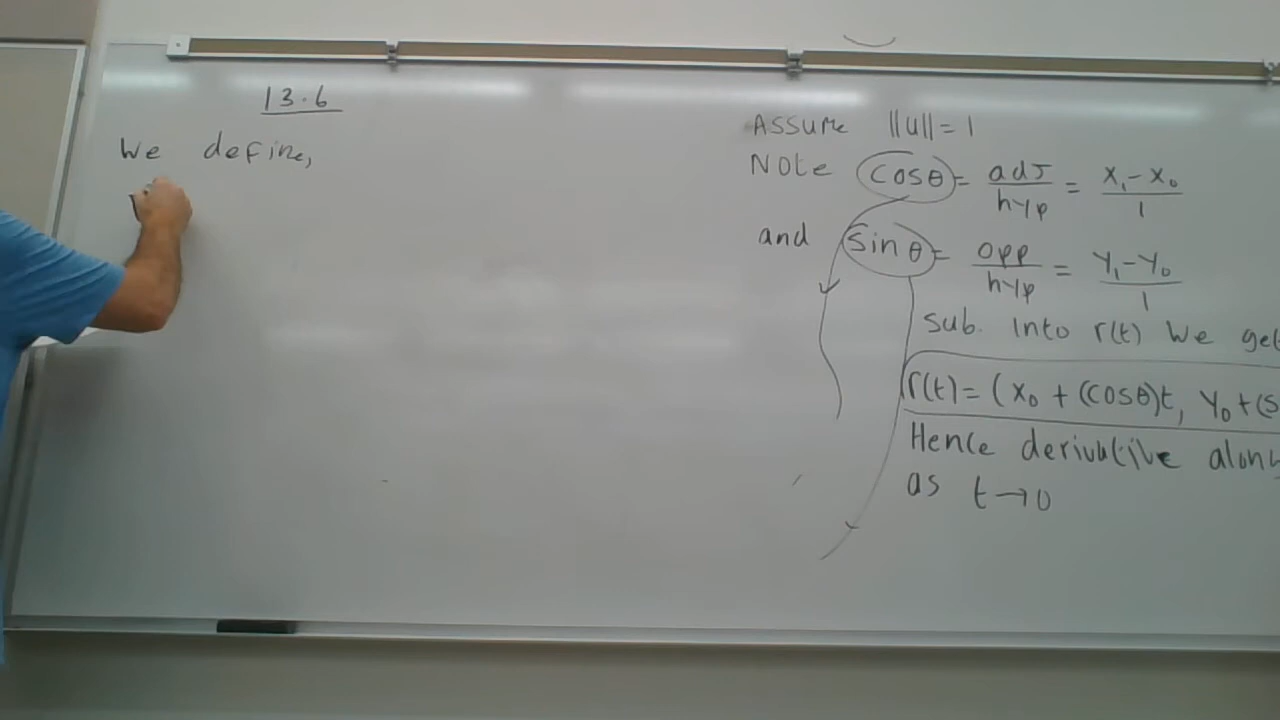 13.6
We define,
Assume ||u||=1
Note cosθ = adj/hyp = x₁-x₀/1
and sinθ = opp/hyp = y₁-y₀/1
sub. into r(t) we get
r(t)= (x₀ + (cosθ)t, y₀+(s
Hence derivative along
as t→0